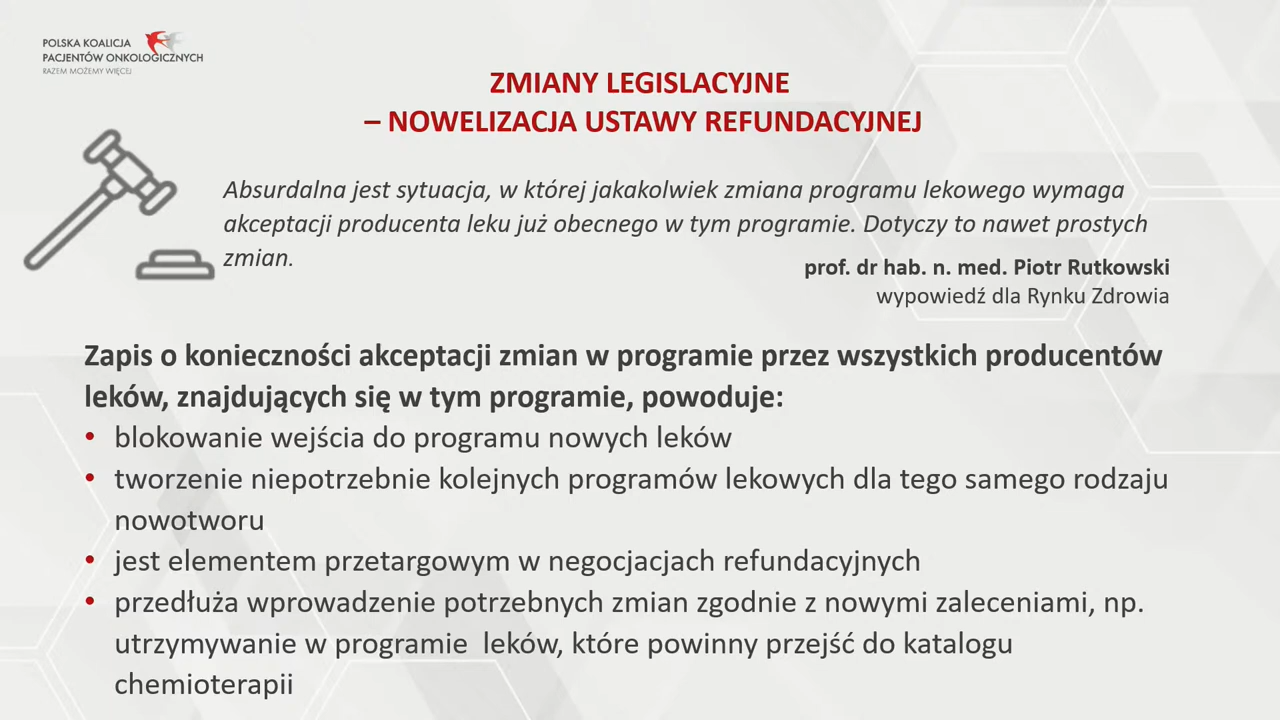 POLSKA KOALICJA
PACJENTÓW ONKOLOGICZNYCH
RAZEM MOŻEMY WIĘCEJ
ZMIANY LEGISLACYJNE
– NOWELIZACJA USTAWY REFUNDACYJNEJ
Absurdalna jest sytuacja, w której jakakolwiek zmiana programu lekowego wymaga
akceptacji producenta leku już obecnego w tym programie. Dotyczy to nawet prostych
zmian.
prof. dr hab. n. med. Piotr Rutkowski
wypowiedź dla Rynku Zdrowia
Zapis o konieczności akceptacji zmian w programie przez wszystkich producentów
leków, znajdujących się w tym programie, powoduje:
• blokowanie wejścia do programu nowych leków
• tworzenie niepotrzebnie kolejnych programów lekowych dla tego samego rodzaju
nowotworu
• jest elementem przetargowym w negocjacjach refundacyjnych
• przedłuża wprowadzenie potrzebnych zmian zgodnie z nowymi zaleceniami, np.
utrzymywanie w programie  leków, które powinny przejść do katalogu
chemioterapii